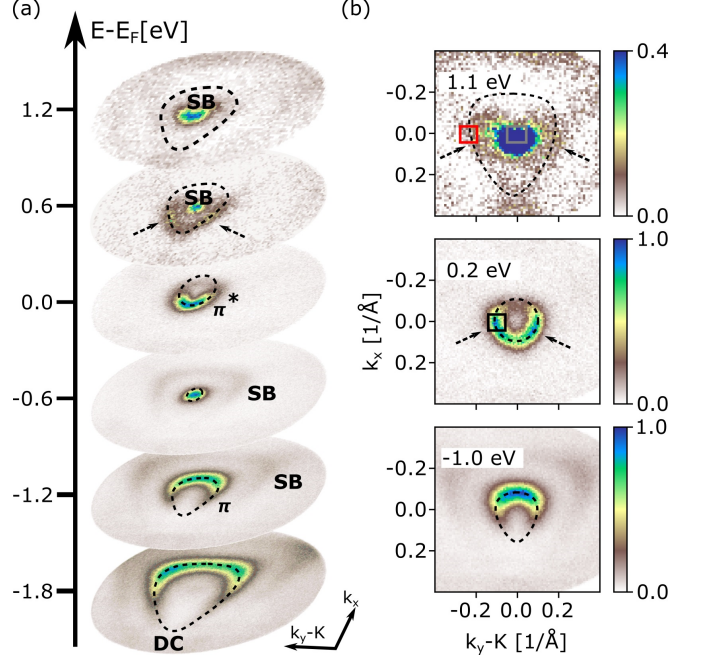 (a)
E-E_F[eV]
1.2
0.6
0.0
-0.6
-1.2
-1.8
SB
SB
π*
SB
SB
π
DC
k_x
k_y-K
(b)
1.1 eV
-0.2
0.0
0.2
0.4
0.0
0.2 eV
-0.2
0.0
0.2
1.0
0.0
k_x [1/Å]
-1.0 eV
-0.2
0.0
0.2
1.0
0.0
-0.2 0.0 0.2
k_y-K [1/Å]